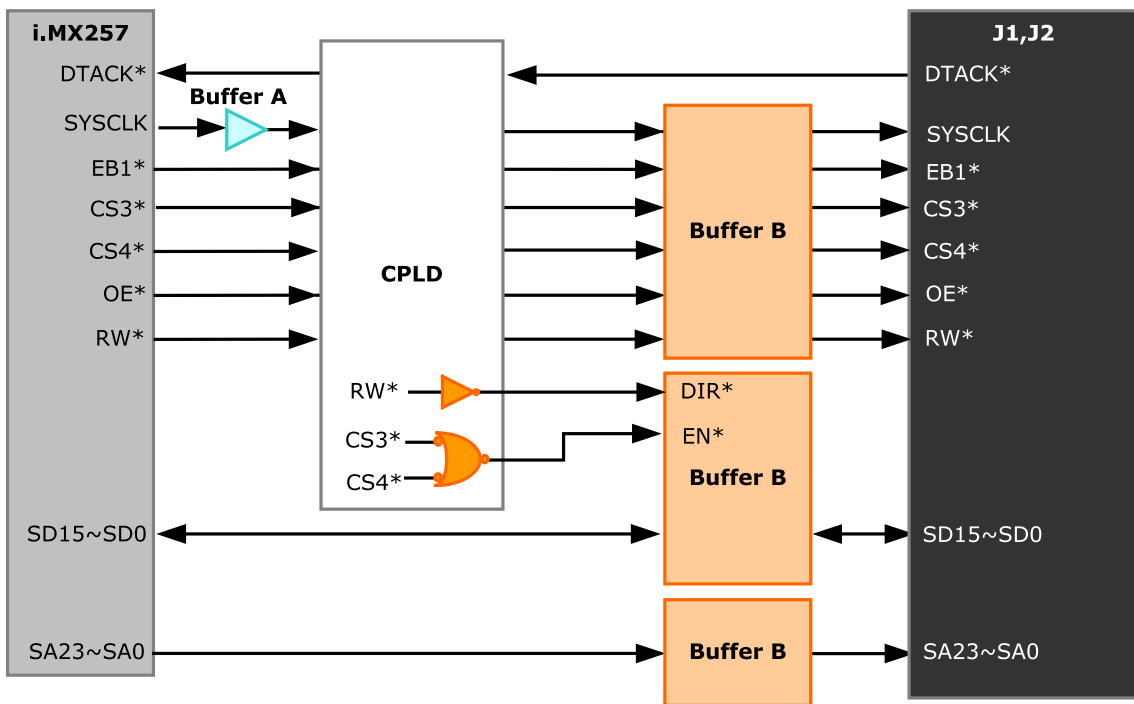 i.MX257
J1,J2
DTACK*
DTACK*
Buffer A
SYSCLK
SYSCLK
EB1*
EB1*
CS3*
CS3*
Buffer B
CS4*
CS4*
CPLD
OE*
OE*
RW*
RW*
RW*
DIR*
CS3*
EN*
CS4*
Buffer B
SD15~SD0
SD15~SD0
SA23~SA0
Buffer B
SA23~SA0